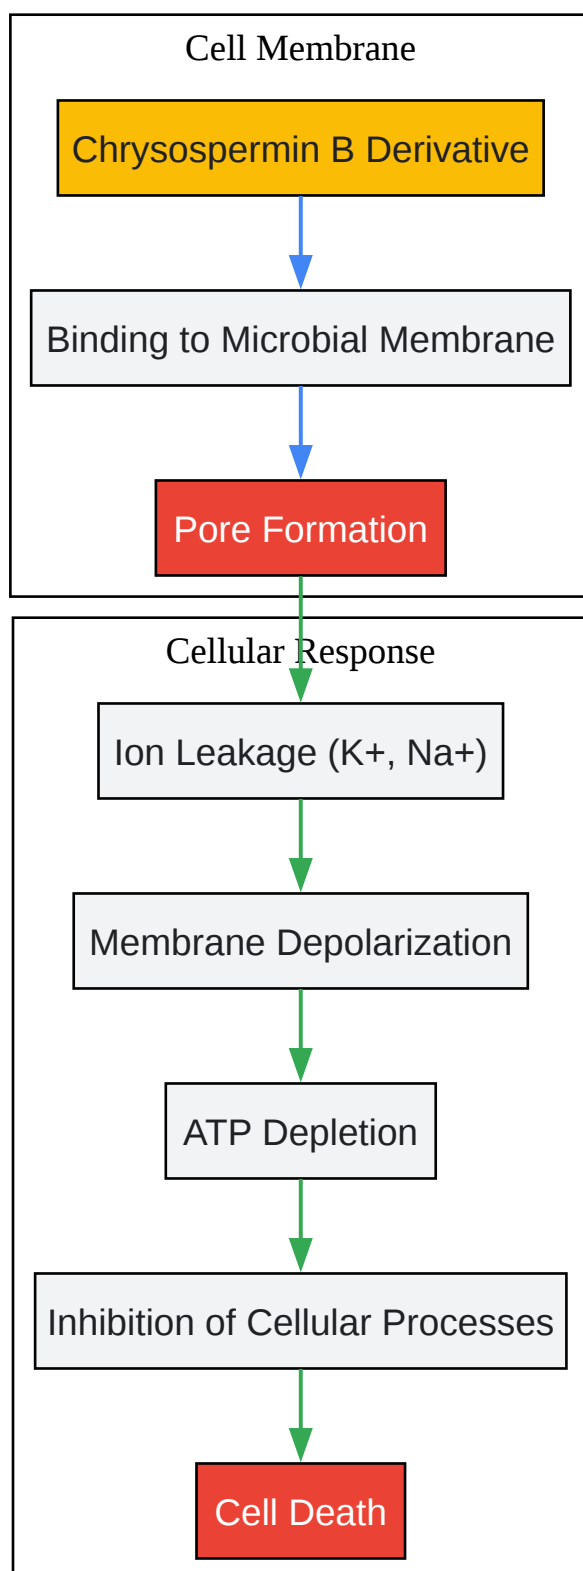 Cell Membrane
Chrysospermin B Derivative
Binding to Microbial Membrane
Pore Formation
Cellular Response
Ion Leakage (K+, Na+)
Membrane Depolarization
ATP Depletion
Inhibition of Cellular Processes
Cell Death